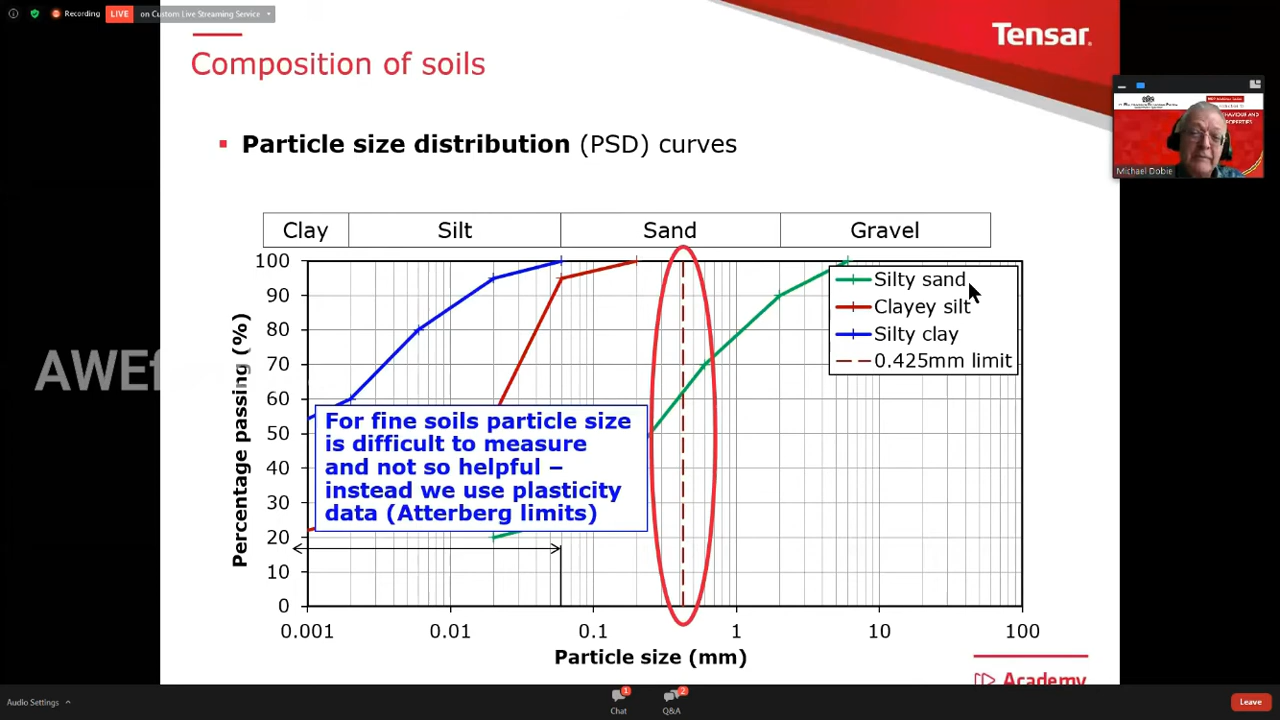 Recording
LIVE
on Custom Live Streaming Service
Tensar.
Composition of soils
Michael Dobie
Particle size distribution (PSD) curves
Clay Silt Sand Gravel
100
90
80
70
60
50
40
30
20
10
0
Percentage passing (%)
Silty sand
Clayey silt
Silty clay
0.425mm limit
AWEf
For fine soils particle size
is difficult to measure
and not so helpful –
instead we use plasticity
data (Atterberg limits)
0.001 0.01 0.1 1 10 100
Particle size (mm)
Academy
Audio Settings
1
Chat
2
Q&A
Leave